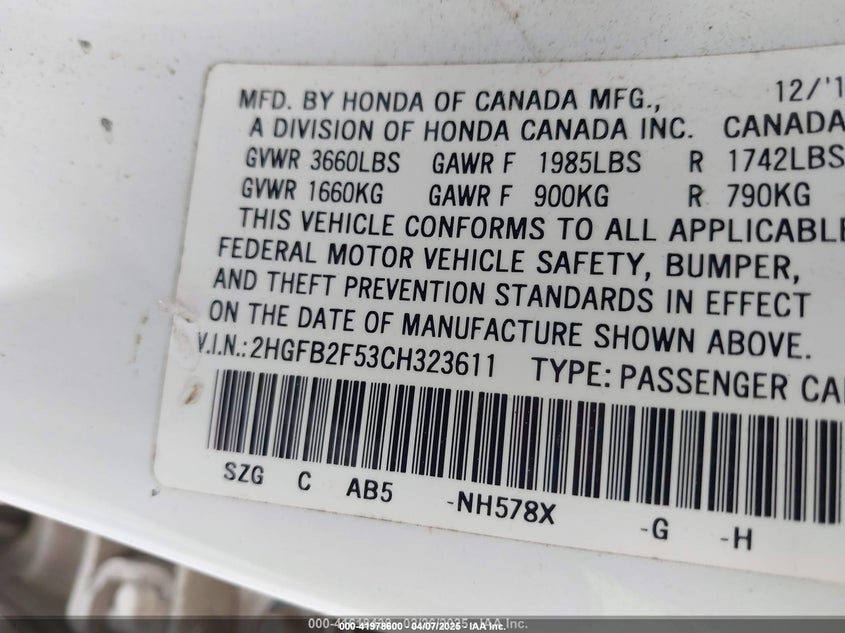 MFD. BY HONDA OF CANADA MFG., 12/'1
A DIVISION OF HONDA CANADA INC. CANADA
GVWR 3660LBS GAWR F 1985LBS R 1742LBS
GVWR 1660KG GAWR F 900KG R 790KG
THIS VEHICLE CONFORMS TO ALL APPLICABLE
FEDERAL MOTOR VEHICLE SAFETY, BUMPER,
AND THEFT PREVENTION STANDARDS IN EFFECT
ON THE DATE OF MANUFACTURE SHOWN ABOVE.
V.I.N.: 2HGFB2F53CH323611 TYPE: PASSENGER CA
SZG C AB5 -NH578X -G -H
000-41978600 04/07/2025 IAA Inc.